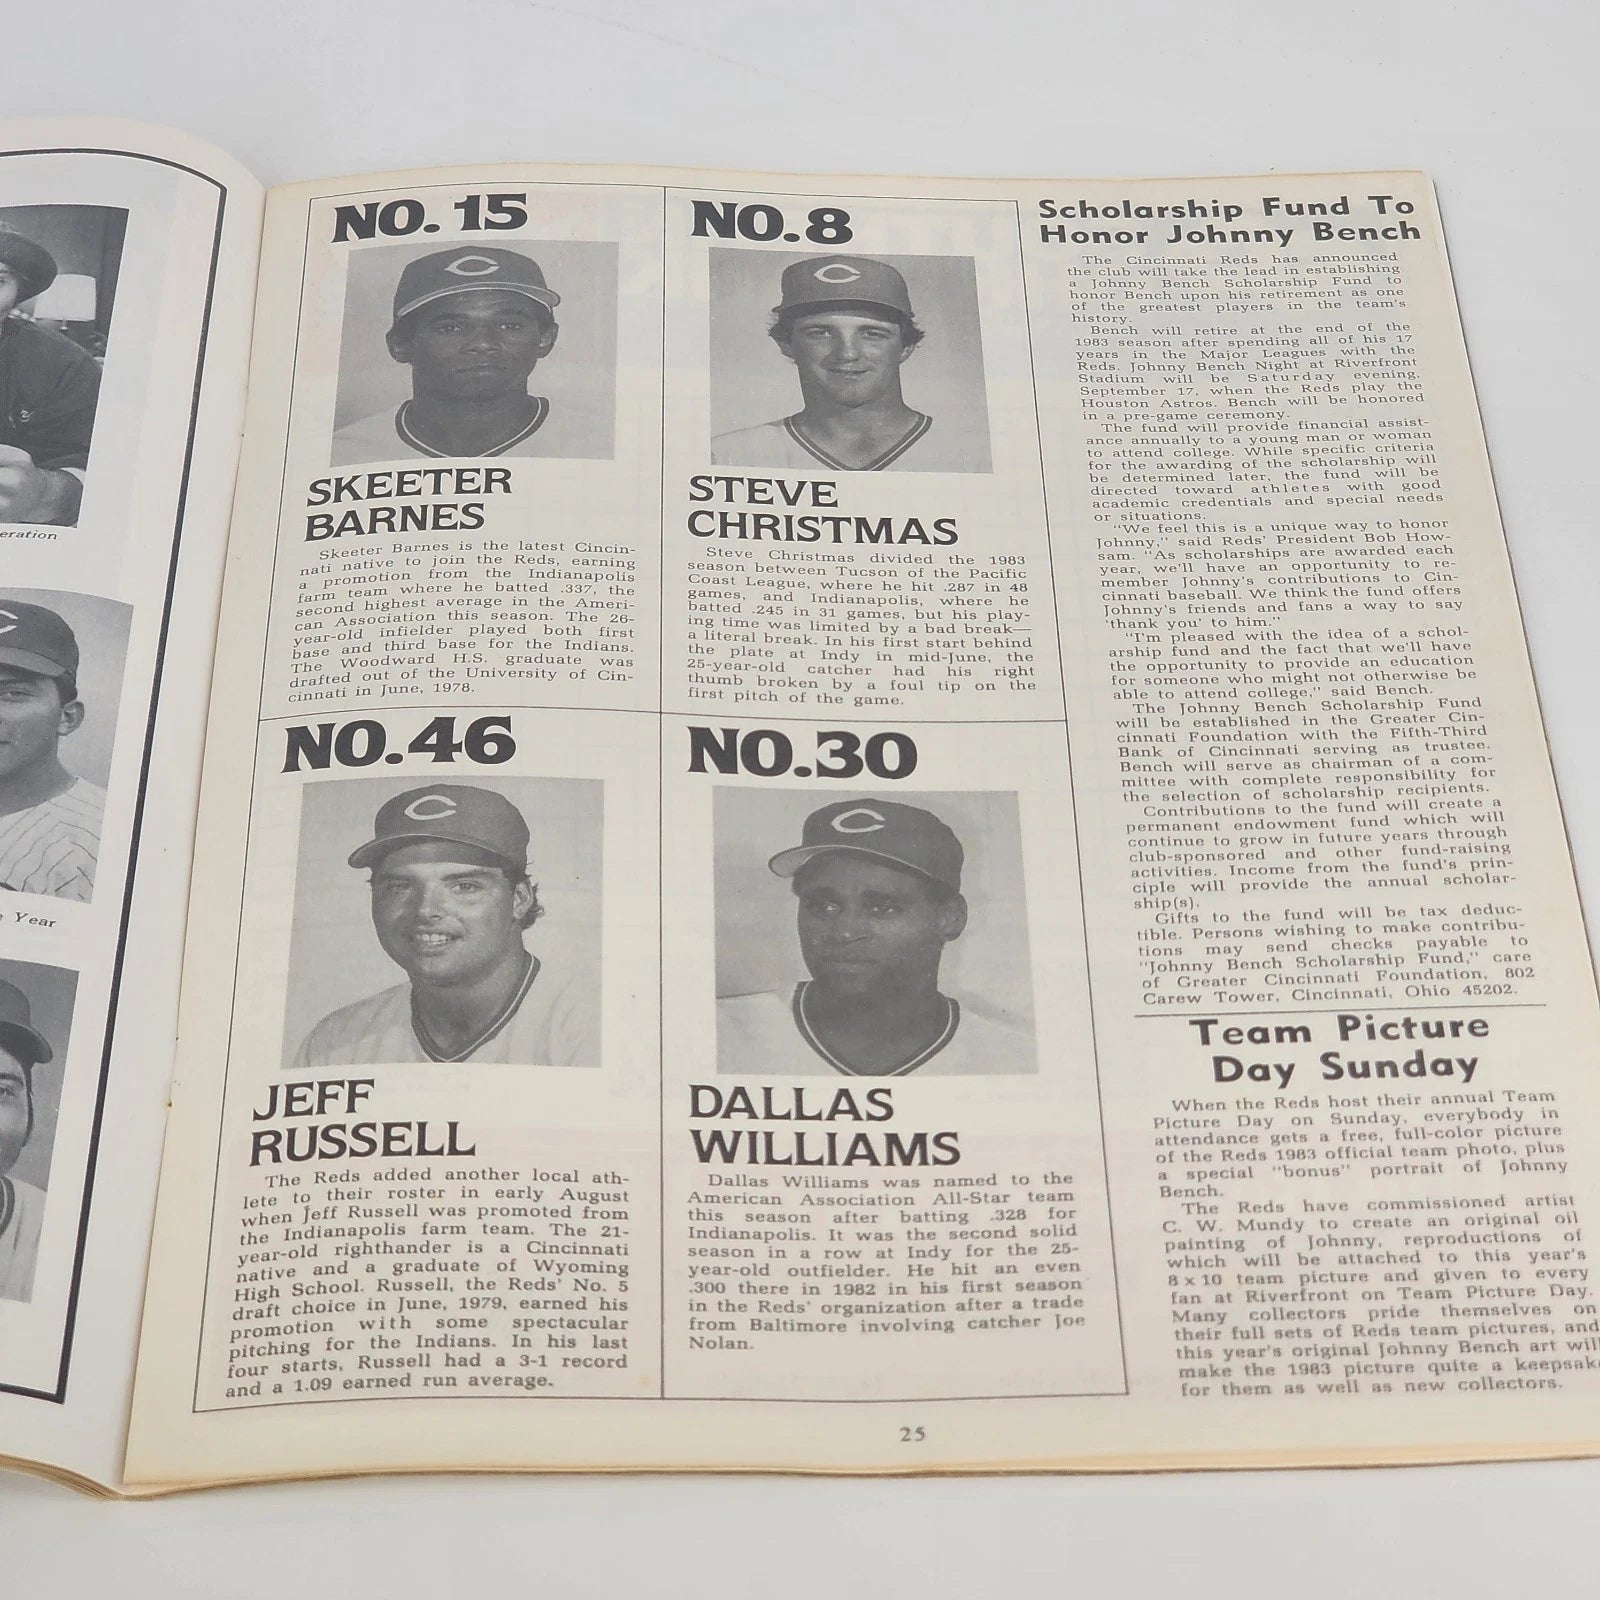 eration
e Year
NO. 15
SKEETER
BARNES
Skeeter Barnes is the latest Cincin-
nati native to join the Reds, earning
a promotion from the Indianapolis
farm team where he batted .337, the
second highest average in the Ameri-
can Association this season. The 26-
year-old infielder played both first
base and third base for the Indians.
The Woodward H.S. graduate was
drafted out of the University of Cin-
cinnati in June, 1978.
NO.8
STEVE
CHRISTMAS
Steve Christmas divided the 1983
season between Tucson of the Pacific
Coast League, where he hit .287 in 48
games, and Indianapolis, where he
batted .245 in 31 games, but his play-
ing time was limited by a bad break—
a literal break. In his first start behind
the plate at Indy in mid-June, the
25-year-old catcher had his right
thumb broken by a foul tip on the
first pitch of the game.
NO.46
JEFF
RUSSELL
The Reds added another local ath-
lete to their roster in early August
when Jeff Russell was promoted from
the Indianapolis farm team. The 21-
year-old righthander is a Cincinnati
native and a graduate of Wyoming
High School. Russell, the Reds' No. 5
draft choice in June, 1979, earned his
promotion with some spectacular
pitching for the Indians. In his last
four starts, Russell had a 3-1 record
and a 1.09 earned run average.
NO.30
DALLAS
WILLIAMS
Dallas Williams was named to the
American Association All-Star team
this season after batting .328 for
Indianapolis. It was the second solid
season in a row at Indy for the 25-
year-old outfielder. He hit an even
.300 there in 1982 in his first season
in the Reds' organization after a trade
from Baltimore involving catcher Joe
Nolan.
Scholarship Fund To
Honor Johnny Bench
The Cincinnati Reds has announced
the club will take the lead in establishing
a Johnny Bench Scholarship Fund to
honor Bench upon his retirement as one
of the greatest players in the team's
history.
Bench will retire at the end of the
1983 season after spending all of his 17
years in the Major Leagues with the
Reds. Johnny Bench Night at Riverfront
Stadium will be Saturday evening,
September 17, when the Reds play the
Houston Astros. Bench will be honored
in a pre-game ceremony.
The fund will provide financial assist-
ance annually to a young man or woman
to attend college. While specific criteria
for the awarding of the scholarship will
be determined later, the fund will be
directed toward athletes with good
academic credentials and special needs
or situations.
"We feel this is a unique way to honor
Johnny," said Reds' President Bob How-
sam. "As scholarships are awarded each
year, we'll have an opportunity to re-
member Johnny's contributions to Cin-
cinnati baseball. We think the fund offers
Johnny's friends and fans a way to say
'thank you' to him."
"I'm pleased with the idea of a schol-
arship fund and the fact that we'll have
the opportunity to provide an education
for someone who might not otherwise be
able to attend college," said Bench.
The Johnny Bench Scholarship Fund
will be established in the Greater Cin-
cinnati Foundation with the Fifth-Third
Bank of Cincinnati serving as trustee.
Bench will serve as chairman of a com-
mittee with complete responsibility for
the selection of scholarship recipients.
Contributions to the fund will create a
permanent endowment fund which will
continue to grow in future years through
club-sponsored and other fund-raising
activities. Income from the fund's prin-
ciple will provide the annual scholar-
ship(s).
Gifts to the fund will be tax deduc-
tible. Persons wishing to make contribu-
tions may send checks payable to
"Johnny Bench Scholarship Fund," care
of Greater Cincinnati Foundation, 802
Carew Tower, Cincinnati, Ohio 45202.
Team Picture
Day Sunday
When the Reds host their annual Team
Picture Day on Sunday, everybody in
attendance gets a free, full-color picture
of the Reds 1983 official team photo, plus
a special "bonus" portrait of Johnny
Bench.
The Reds have commissioned artist
C. W. Mundy to create an original oil
painting of Johnny, reproductions of
which will be attached to this year's
8 x 10 team picture and given to every
fan at Riverfront on Team Picture Day.
Many collectors pride themselves on
their full sets of Reds team pictures, and
this year's original Johnny Bench art will
make the 1983 picture quite a keepsake
for them as well as new collectors.
25